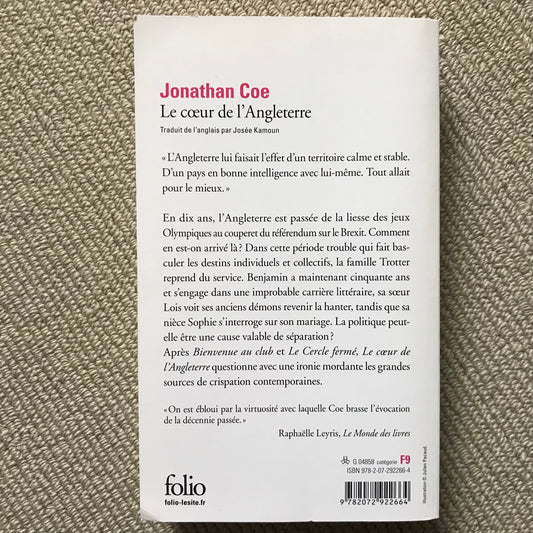 Jonathan Coe
Le cœur de l'Angleterre
Traduit de l'anglais par Josée Kamoun
« L'Angleterre lui faisait l'effet d'un territoire calme et stable.
D'un pays en bonne intelligence avec lui-même. Tout allait
pour le mieux. »
En dix ans, l'Angleterre est passée de la liesse des jeux
Olympiques au couperet du référendum sur le Brexit. Comment
en est-on arrivé là ? Dans cette période trouble qui fait bas-
culer les destins individuels et collectifs, la famille Trotter
reprend du service. Benjamin a maintenant cinquante ans
et s'engage dans une improbable carrière littéraire, sa sœur
Lois voit ses anciens démons revenir la hanter, tandis que sa
nièce Sophie s'interroge sur son mariage. La politique peut-
elle être une cause valable de séparation ?
Après Bienvenue au club et Le Cercle fermé, Le cœur de
l'Angleterre questionne avec une ironie mordante les grandes
sources de crispation contemporaines.
« On est ébloui par la virtuosité avec laquelle Coe brasse l'évocation
de la décennie passée. »
Raphaëlle Leyris, Le Monde des livres
G 04858 catégorie F9
ISBN 978-2-07-292266-4
folio
folio-lesite.fr
9 782072 922664
Illustration © Julien Pacaud.